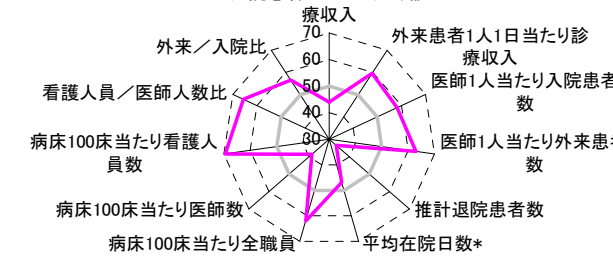 療収入
外来患者1人1日当たり診
療収入
医師1人当たり入院患者
数
医師1人当たり外来患者
数
推計退院患者数
平均在院日数*
病床100床当たり全職員
病床100床当たり医師数
病床100床当たり看護人
員数
看護人員／医師人数比
外来／入院比
70
60
50
40
30